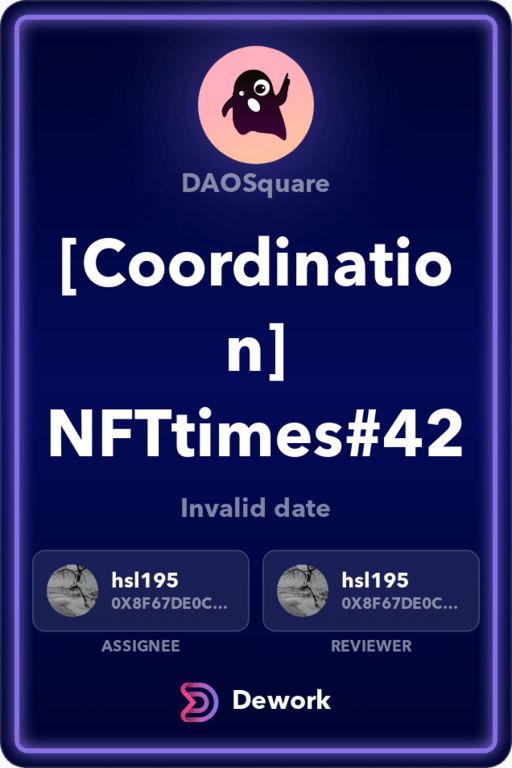 DAOSquare
[Coordinatio
n]
NFTtimes#42
Invalid date
hsl195
0X8F67DE0C...
hsl195
0X8F67DE0C...
ASSIGNEE
REVIEWER
Dework